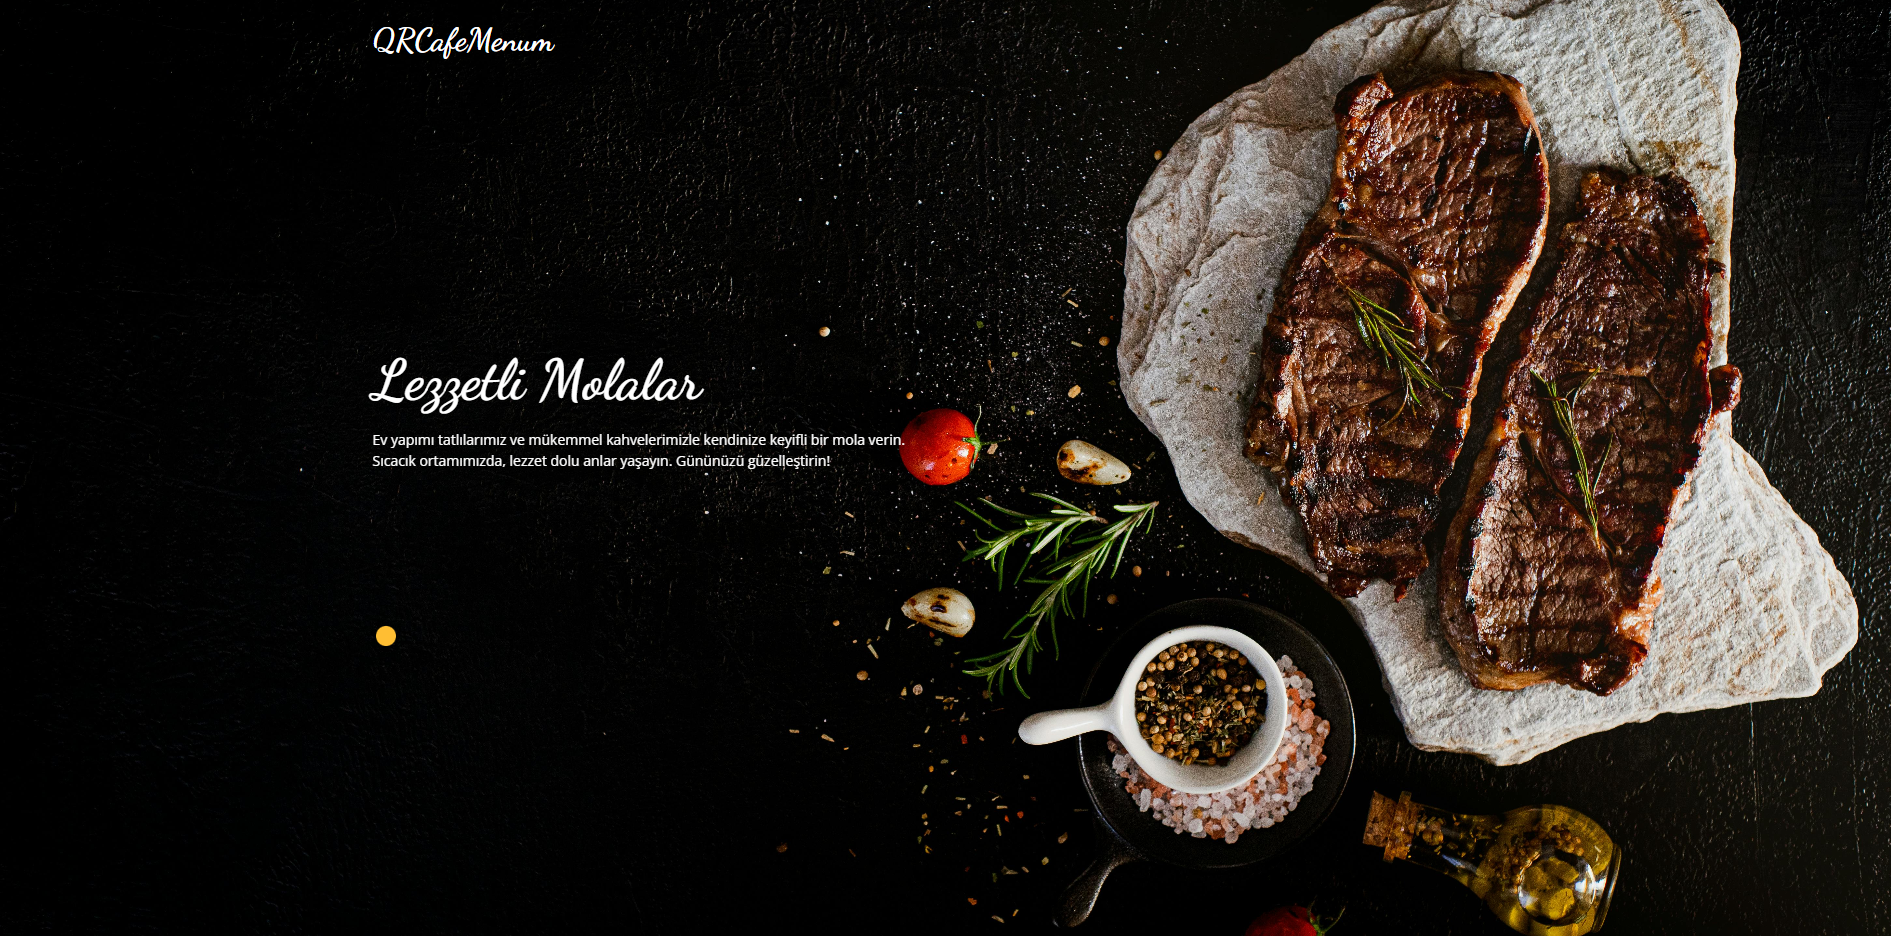 QRCafeMenum
Lezzetli Molalar
Ev yapımı tatlılarımız ve mükemmel kahvelerimizle kendinize keyifli bir mola verin.
Sıcacık ortamımızda, lezzet dolu anlar yaşayın. Gününüzü güzelleştirin!